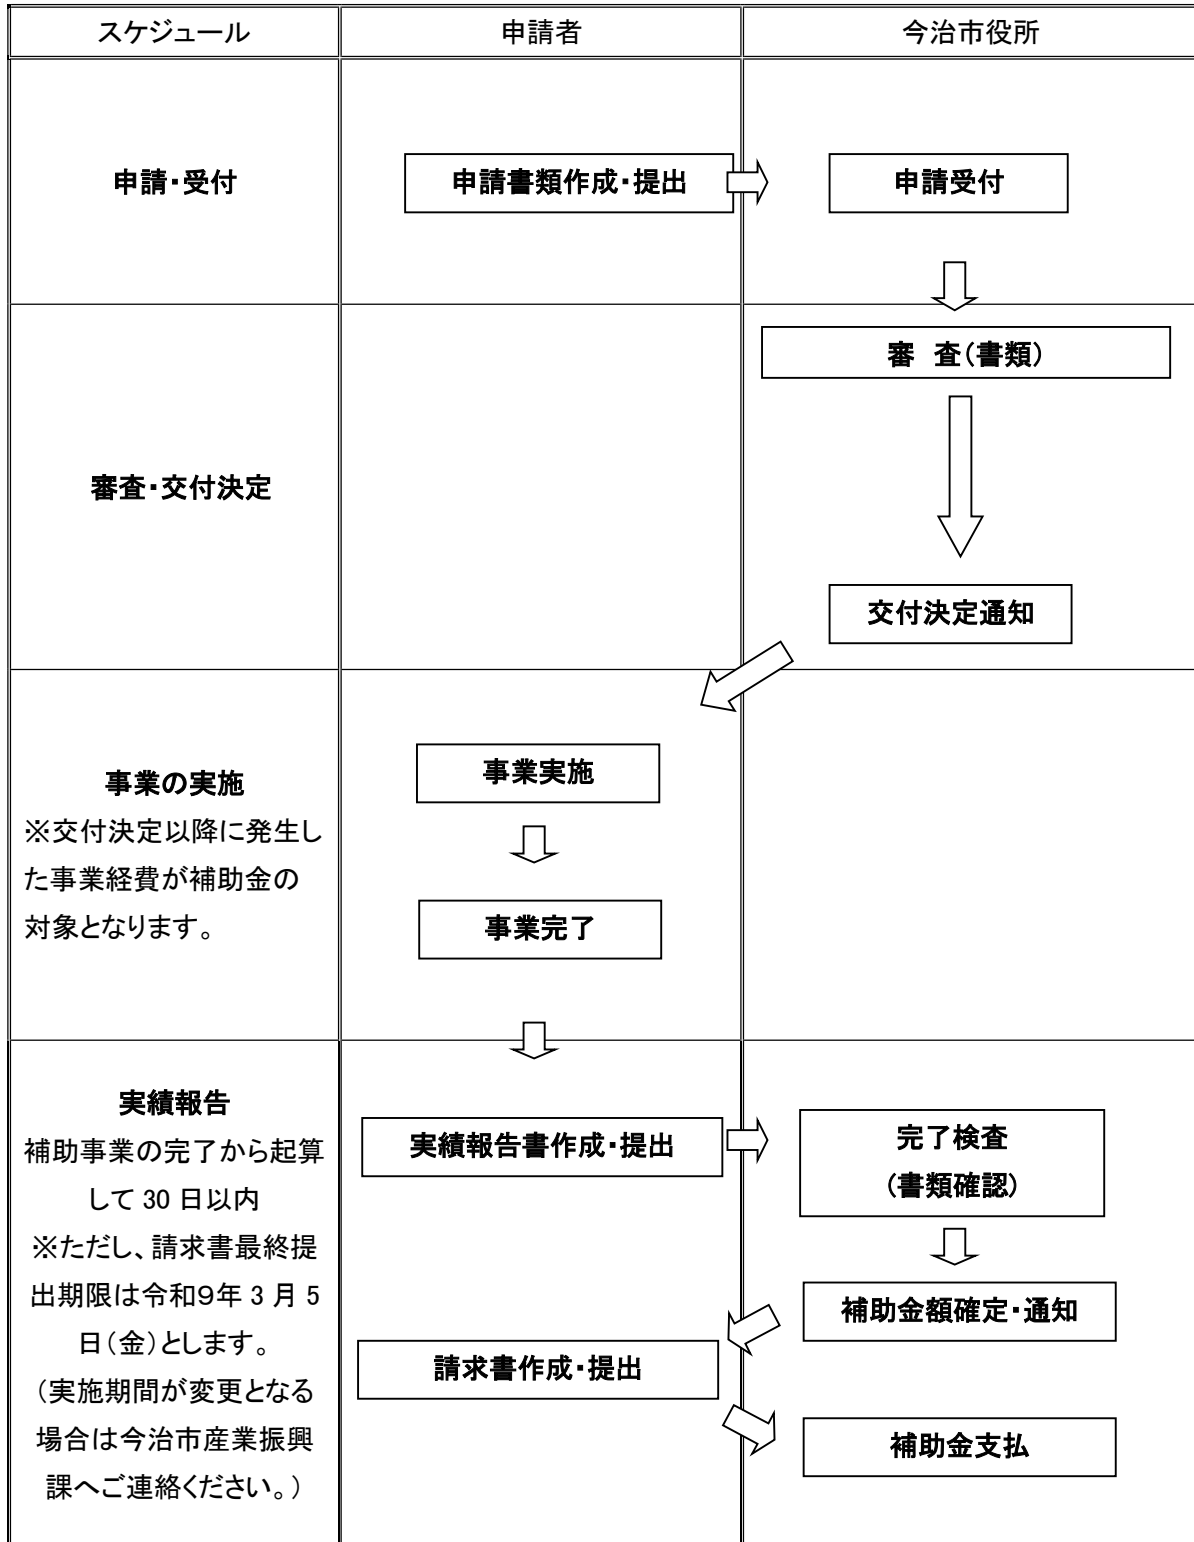 スケジュール
申請者
今治市役所
申請・受付
申請書類作成・提出
申請受付
審査・交付決定
審　査（書類）
交付決定通知
事業の実施
※交付決定以降に発生し
た事業経費が補助金の
対象となります。
事業実施
事業完了
実績報告
補助事業の完了から起算
して 30 日以内
※ただし、請求書最終提
出期限は令和９年 3 月 5
日（金）とします。
（実施期間が変更となる
場合は今治市産業振興
課へご連絡ください。）
実績報告書作成・提出
完了検査
（書類確認）
補助金額確定・通知
請求書作成・提出
補助金支払